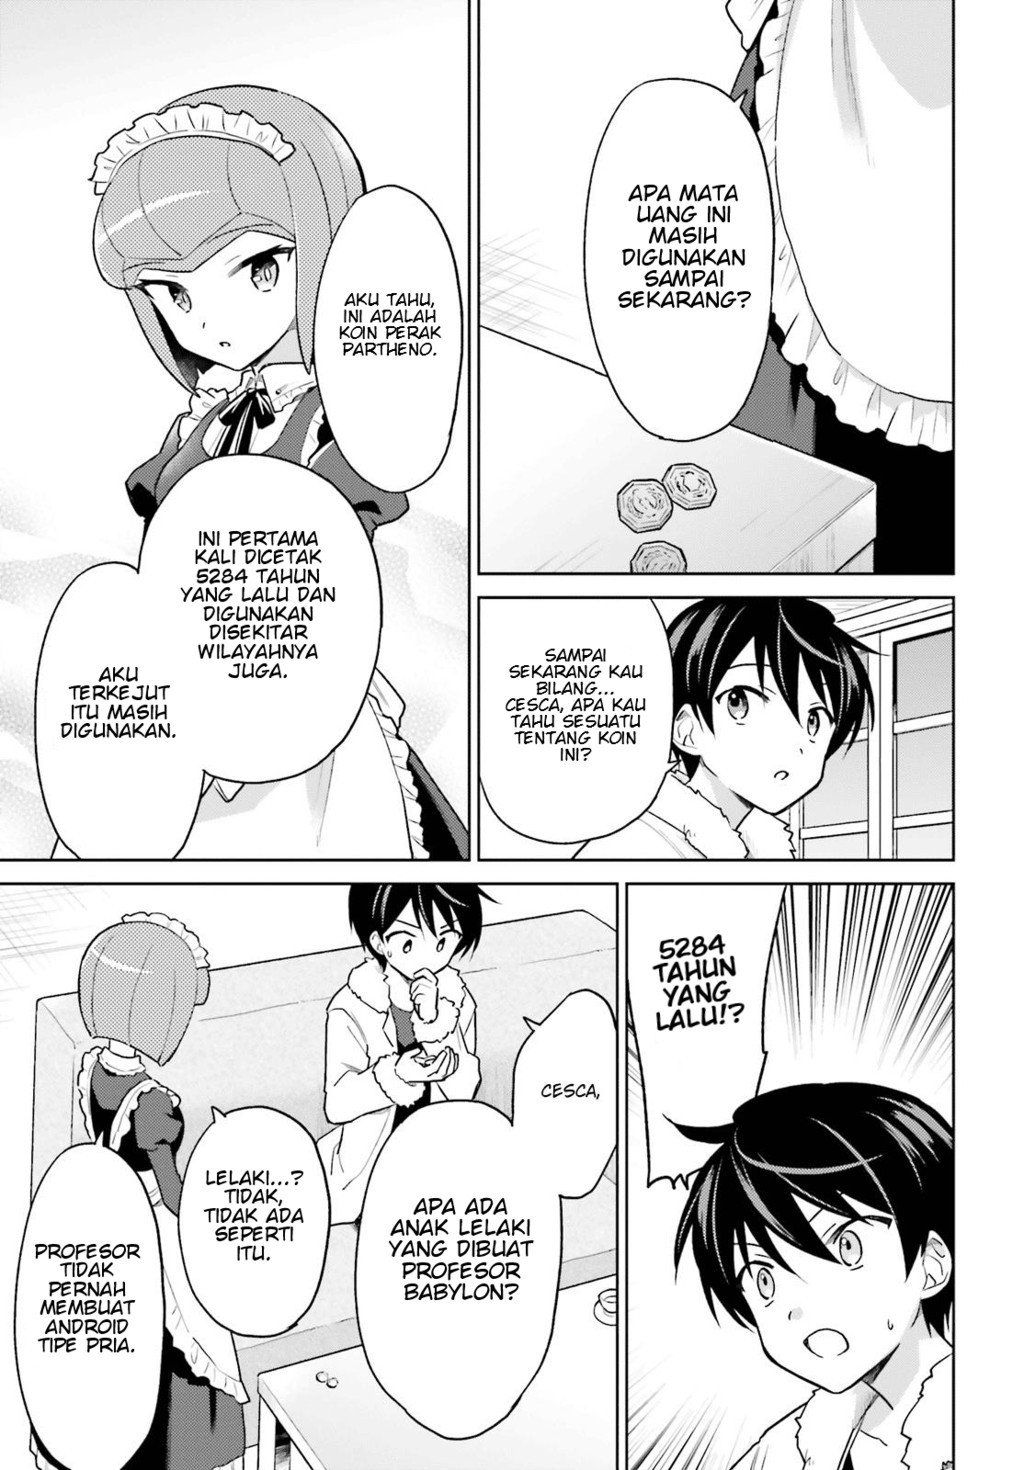 APA MATA
UANG INI
MASIH
DIGUNAKAN
SAMPAI
SEKARANG?
SAMPAI
SEKARANG KAU
BILANG...
CESCA, APA KAU
TAHU SESUATU
TENTANG KOIN
INI?
AKU TAHU,
INI ADALAH
KOIN PERAK
PARTHENO.
INI PERTAMA
KALI DICETAK
5284 TAHUN
YANG LALU DAN
DIGUNAKAN
DISEKITAR
WILAYAHNYA
JUGA.
AKU
TERKEJUT
ITU MASIH
DIGUNAKAN.
5284
TAHUN
YANG
LALU!?
CESCA,
APA ADA
ANAK LELAKI
YANG DIBUAT
PROFESOR
BABYLON?
LELAKI...?
TIDAK,
TIDAK ADA
SEPERTI
ITU.
PROFESOR
TIDAK
PERNAH
MEMBUAT
ANDROID
TIPE PRIA.